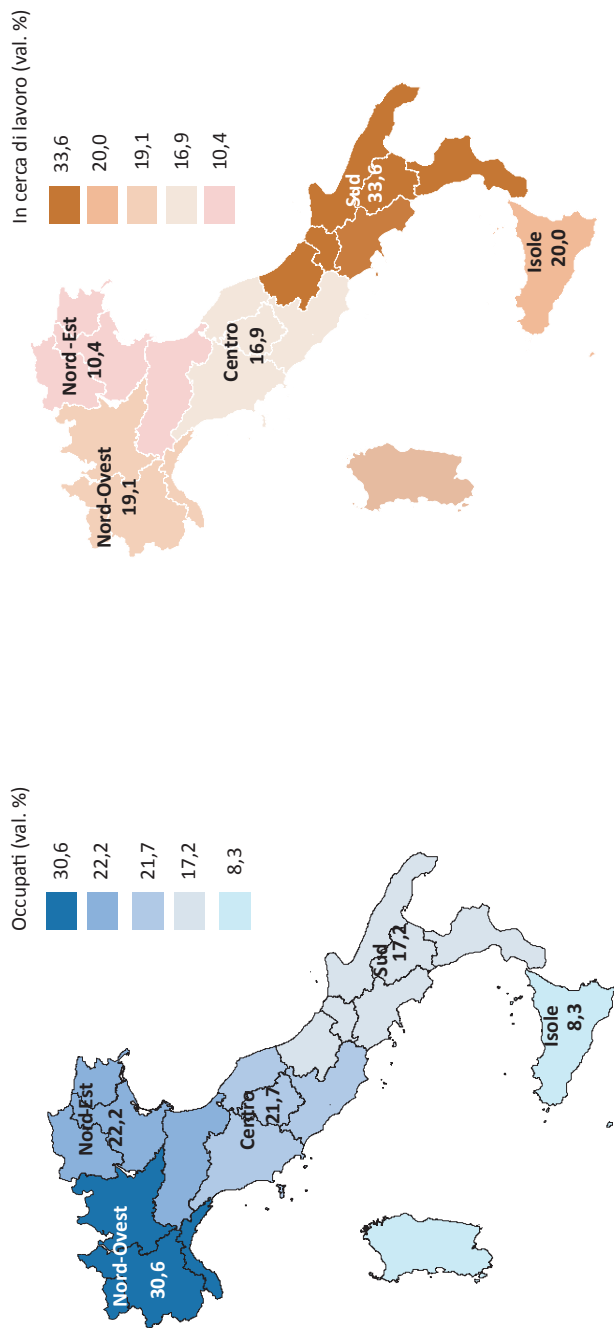 Occupati (val. %)
30,6
22,2
21,7
17,2
8,3
Nord-Ovest
30,6
Nord-Est
22,2
Centro
21,7
Sud
17,2
Isole
8,3
In cerca di lavoro (val. %)
33,6
20,0
19,1
16,9
10,4
Nord-Ovest
19,1
Nord -Est
10,4
Centro
16,9
Sud
33,6
Isole
20,0